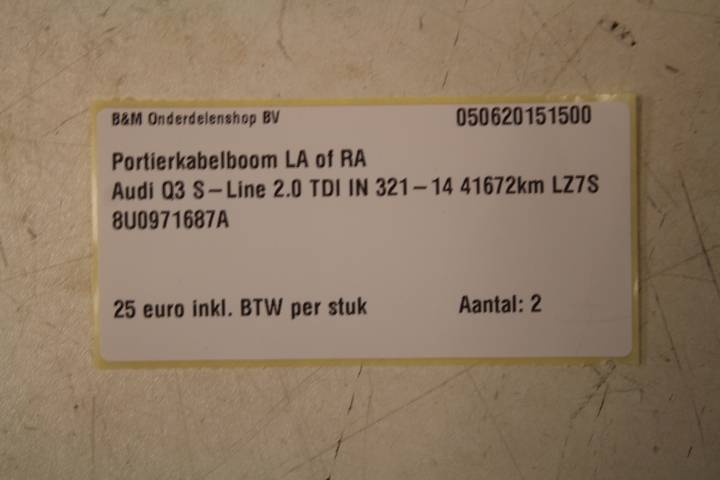 B&M Onderdelenshop BV 050620151500
Portierkabelboom LA of RA
Audi Q3 S-Line 2.0 TDI IN 321-14 41672km LZ7S
8U0971687A
25 euro inkl. BTW per stuk Aantal: 2